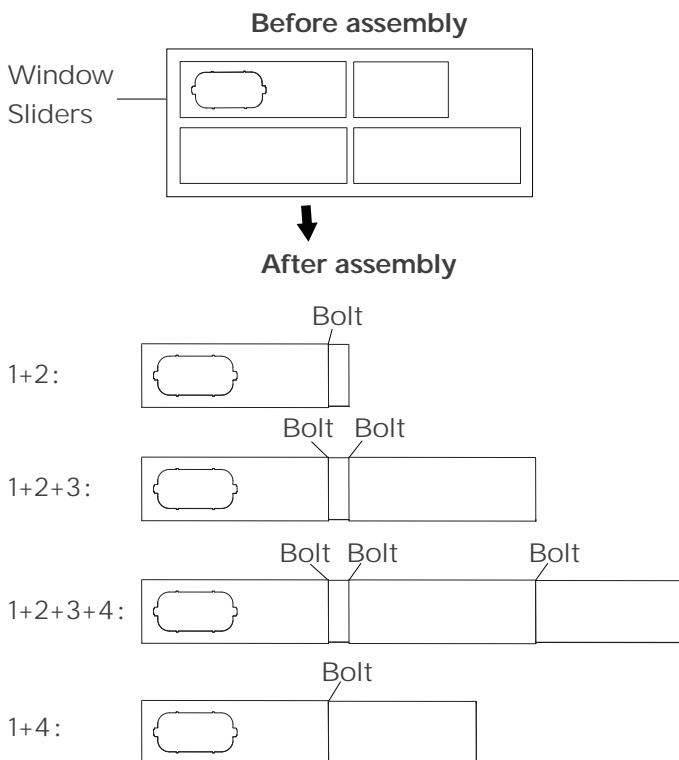 Before assembly
Window
Sliders
After assembly
Bolt
1+2:
Bolt Bolt
1+2+3:
Bolt Bolt Bolt
1+2+3+4:
Bolt
1+4: